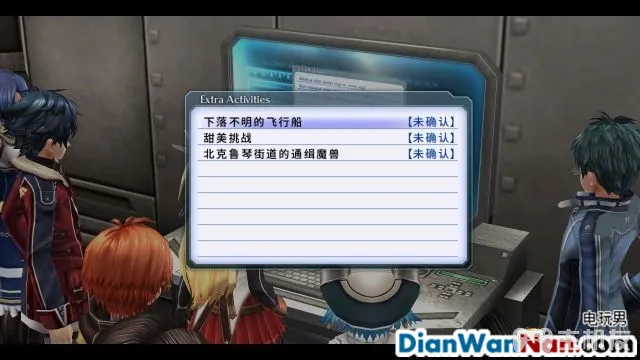 Extra Activities
下落不明的飞行船 【未确认】
甜美挑战 【未确认】
北克鲁琴街道的通缉魔兽 【未确认】
电玩男
DianWanNan.com